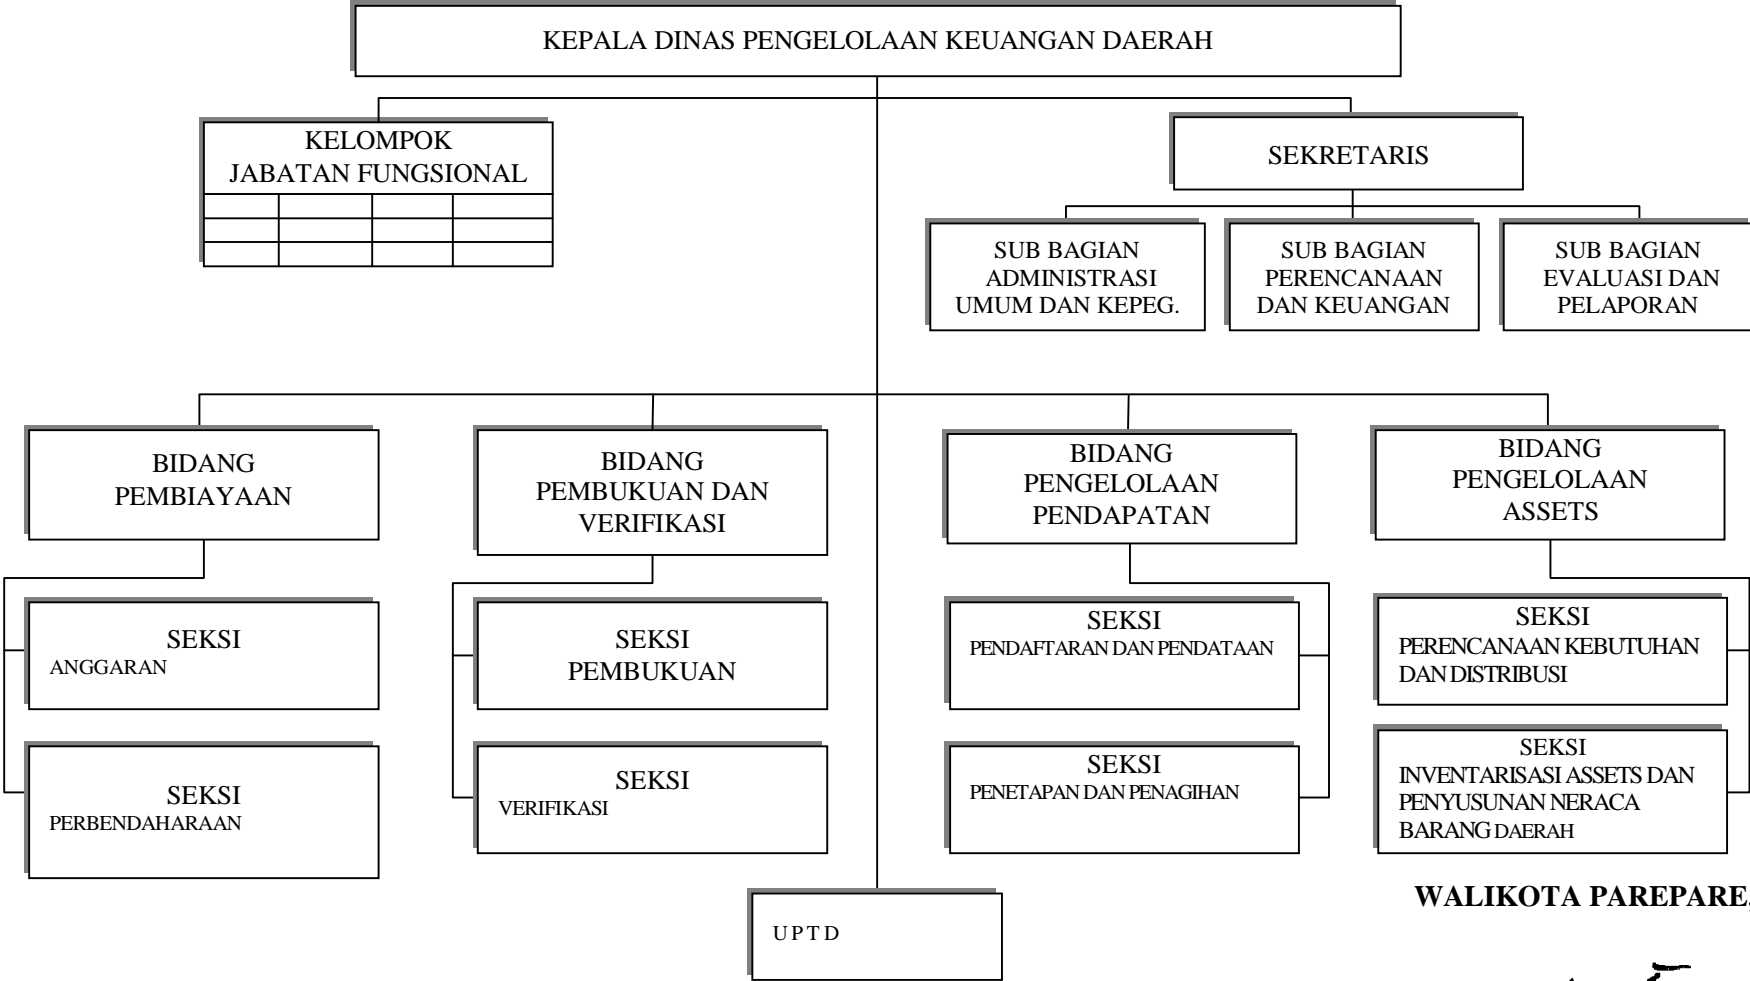 KEPALA DINAS PENGELOLAAN KEUANGAN DAERAH
KELOMPOK
JABATAN FUNGSIONAL
SEKRETARIS
SUB BAGIAN
ADMINISTRASI
UMUM DAN KEPEG.
SUB BAGIAN
PERENCANAAN
DAN KEUANGAN
SUB BAGIAN
EVALUASI DAN
PELAPORAN
BIDANG
PEMBIAYAAN
BIDANG
PEMBUKUAN DAN
VERIFIKASI
BIDANG
PENGELOLAAN
PENDAPATAN
BIDANG
PENGELOLAAN
ASSETS
SEKSI
ANGGARAN
SEKSI
PEMBUKUAN
SEKSI
PENDAFTARAN DAN PENDATAAN
SEKSI
PERENCANAAN KEBUTUHAN
DAN DISTRIBUSI
SEKSI
PERBENDAHARAAN
SEKSI
VERIFIKASI
SEKSI
PENETAPAN DAN PENAGIHAN
SEKSI
INVENTARISASI ASSETS DAN
PENYUSUNAN NERACA
BARANG DAERAH
UPTD
WALIKOTA PAREPARE,